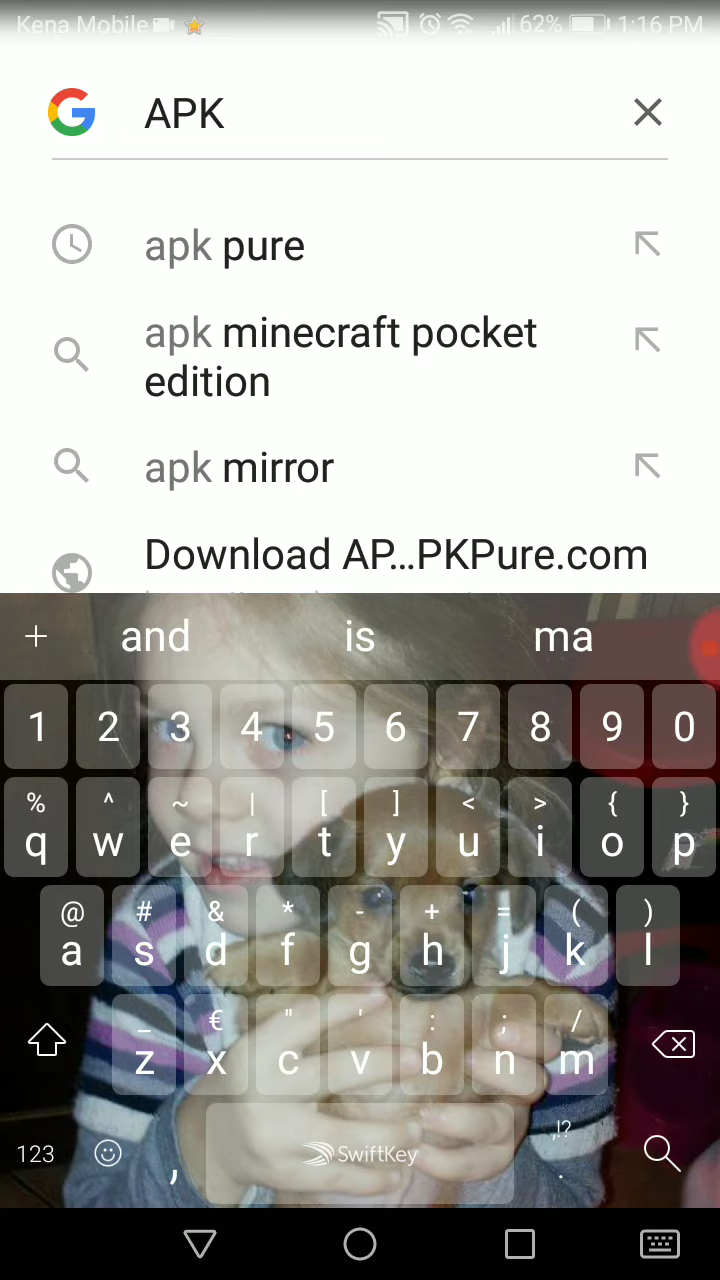 Kena Mobile 62% 1:16 PM
APK
apk pure
apk minecraft pocket
edition
apk mirror
Download AP...PKPure.com
+ and is ma
1 2 3 4 5 6 7 8 9 0
% ^ ~ | [ ] < > { }
q w e r t y u i o p
@ # & * - + = ( )
a s d f g h j k l
_ € " ' : ; /
z x c v b n m
,!?
123 , SwiftKey .